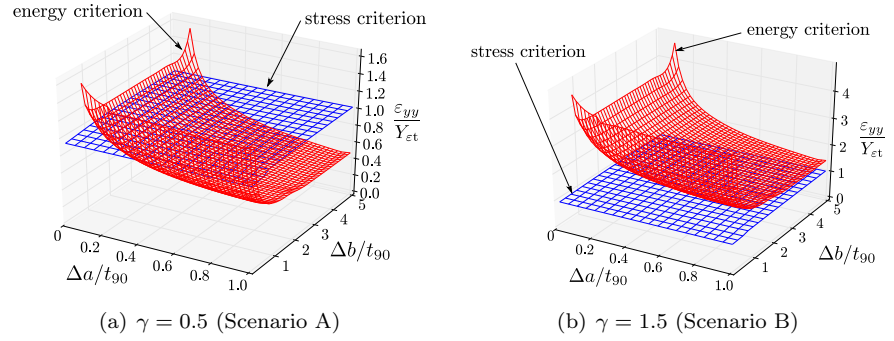 energy criterion
stress criterion
1.6
1.4
1.2
1.0
0.8
0.6
0.4
0.2
0.0
ε_yy
Y_εt
0
0.2
0.4
0.6
0.8
1.0
Δa/t₉₀
1
2
3
4
5
Δb/t₉₀
(a) γ = 0.5 (Scenario A)
energy criterion
stress criterion
4
3
2
1
0
ε_yy
Y_εt
0
0.2
0.4
0.6
0.8
1.0
Δa/t₉₀
1
2
3
4
5
Δb/t₉₀
(b) γ = 1.5 (Scenario B)